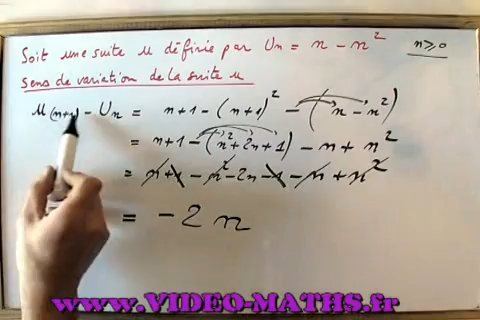 Soit une suite u définie par Un = n - n² n≥0
Sens de variation de la suite u
U(n+1) - Un = n+1 - (n+1)² - (n - n²)
= n+1 - (n²+2n+1) - n + n²
= n+1 - n² - 2n - 1 - n + n²
= -2n
www.VIDEO-MATHS.fr